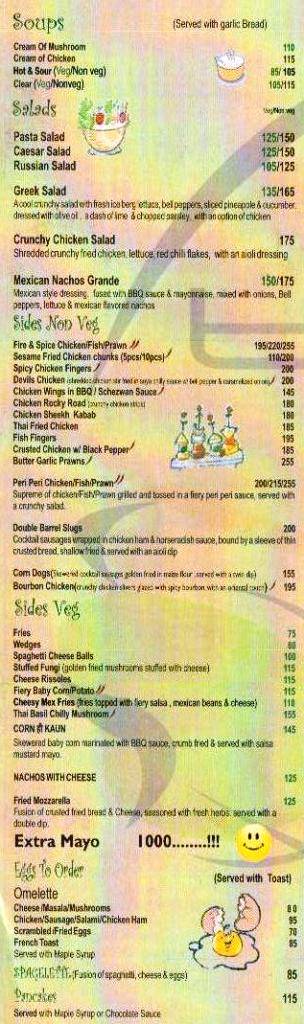 Soups (Served with garlic Bread)
Cream Of Mushroom 110
Cream of Chicken 115
Hot & Sour (Veg/Non veg) 85/105
Clear (Veg/Nonveg) 105/115
Salads Veg/Non veg
Pasta Salad 125/150
Caesar Salad 125/150
Russian Salad 105/125
Greek Salad 135/165
A cool crunchy salad with fresh ice berg lettuce, bell peppers, sliced pineapple & cucumber,
dressed with olive oil , a dash of lime & chopped parsley, with an option of chicken
Crunchy Chicken Salad 175
Shredded crunchy fried chicken, lettuce, red chilli flakes, with an aioli dressing
Mexican Nachos Grande 150/175
Mexican style dressing, fused with BBQ sauce & mayonnaise, mixed with onions, Bell
peppers, lettuce & mexican flavored nachos
Sides Non Veg
Fire & Spice Chicken/Fish/Prawn 195/220/255
Sesame Fried Chicken chunks (5pcs/10pcs) 110/200
Spicy Chicken Fingers 200
Devils Chicken (shredded chicken stir fried in soya chilly sauce w/ bell pepper & caramelized onions) 200
Chicken Wings in BBQ / Schezwan Sauce 145
Chicken Rocky Road (crunchy chicken sticks) 180
Chicken Sheekh Kabab 180
Thai Fried Chicken 185
Fish Fingers 195
Crusted Chicken w/ Black Pepper 185
Butter Garlic Prawns 255
Peri Peri Chicken/Fish/Prawn 200/215/255
Supreme of chicken/Fish/Prawn grilled and tossed in a fiery peri peri sauce, served with
a crunchy salad.
Double Barrel Slugs 200
Cocktail sausages wrapped in chicken ham & horseradish sauce, bound by a sleeve of thin
crusted bread, shallow fried & served with an aioli dip
Corn Dogs (Skewered cocktail sausages golden fried in maize flour served with a dip) 155
Bourbon Chicken (crunchy chicken slivers glazed with spicy bourbon with an oriental touch) 195
Sides Veg
Fries 75
Wedges 80
Spaghetti Cheese Balls 100
Stuffed Fungi (golden fried mushrooms stuffed with cheese) 115
Cheese Rissoles 115
Fiery Baby Corn/Potato 115
Cheesy Mex Fries (fries topped with fiery salsa , mexican beans & cheese) 110
Thai Basil Chilly Mushroom 155
CORN है KAUN 145
Skewered baby corn marinated with BBQ sauce, crumb fried & served with salsa
mustard mayo.
NACHOS WITH CHEESE 125
Fried Mozzarella 125
Fusion of crusted fried bread & Cheese, seasoned with fresh herbs. served with a
double dip.
Extra Mayo 1000........!!!
Eggs To Order (Served with Toast)
Omelette
Cheese/Masala/Mushrooms 80
Chicken/Sausage/Salami/Chicken Ham 95
Scrambled/Fried Eggs 70
French Toast 85
Served with Maple Syrup
(Fusion of spaghetti, cheese & eggs) 85
Pancakes 115
Served with Maple Syrup or Chocolate Sauce